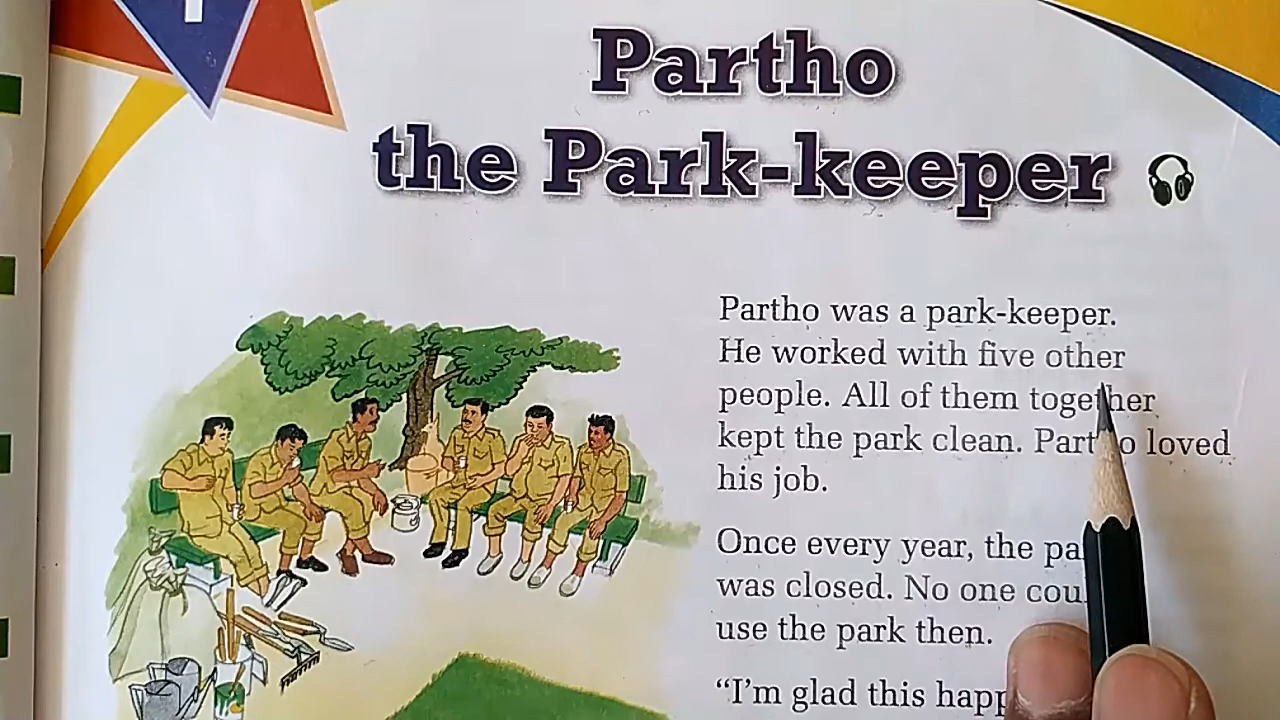 Partho
the Park-keeper
Partho was a park-keeper.
He worked with five other
people. All of them together
kept the park clean. Partho loved
his job.
Once every year, the
was closed. No one
use the park then.
“I’m glad this